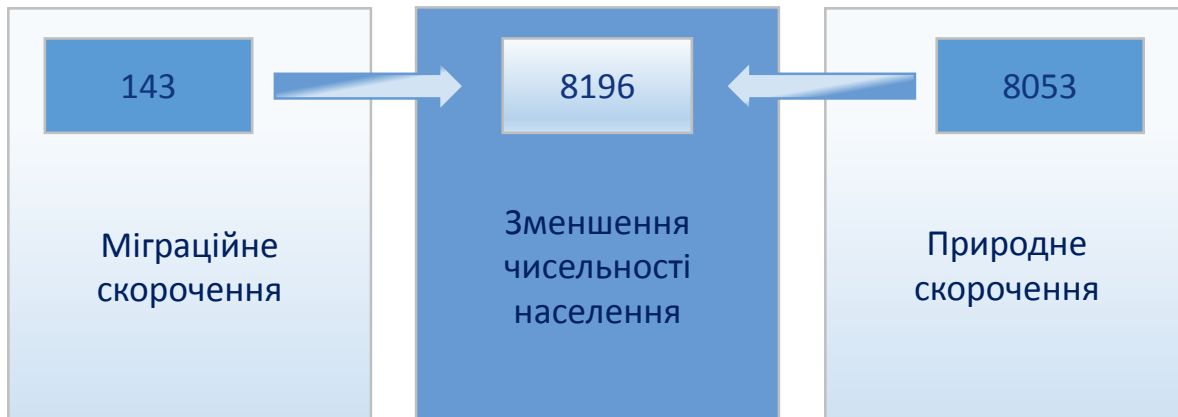 143
Міграційне
скорочення
8196
Зменшення
чисельності
населення
8053
Природне
скорочення